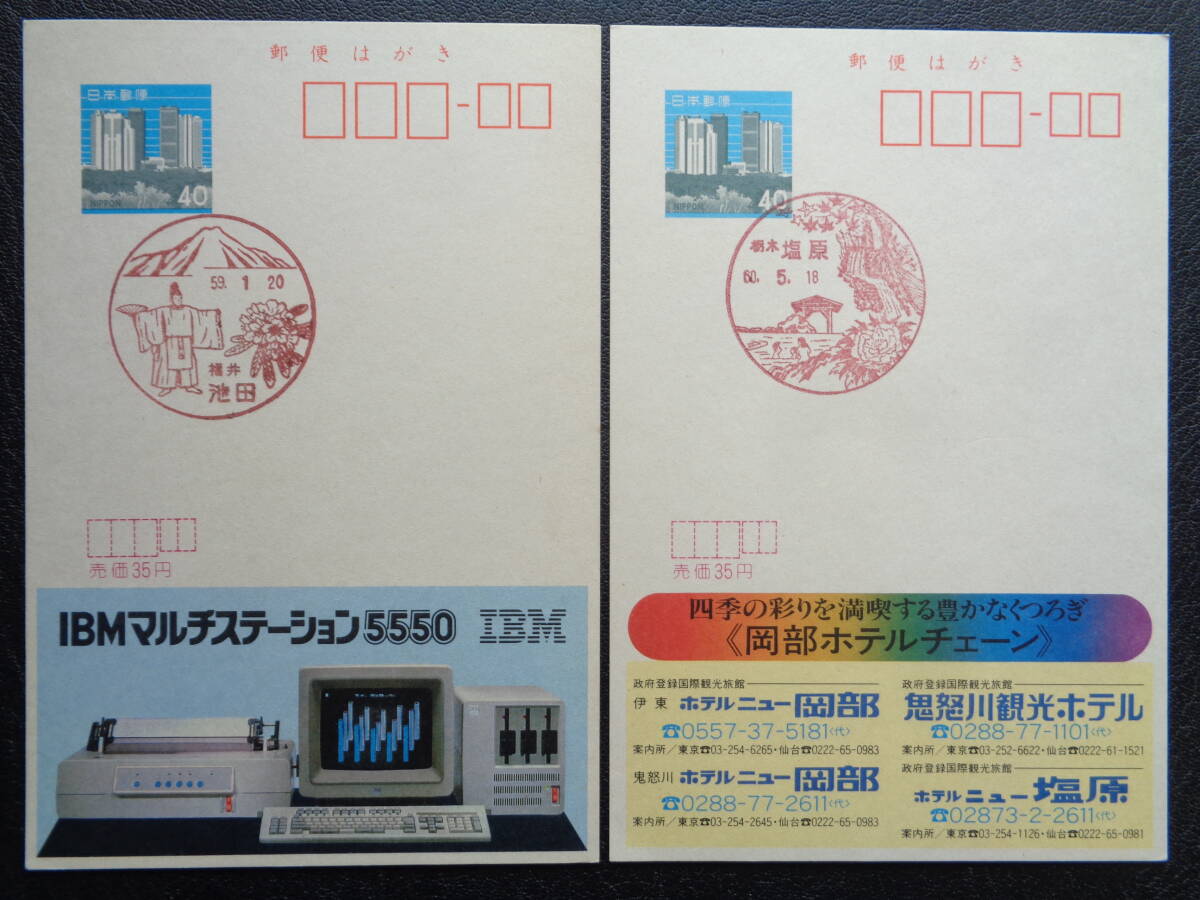 郵便はがき
日本郵便
NIPPON
40
59.1.20
福井
池田
売価35円
IBMマルチステーション5550 IBM
郵便はがき
日本郵便
NIPPON
40
栃木 塩原
60.5.18
売価35円
四季の彩りを満喫する豊かなくつろぎ
《岡部ホテルチェーン》
政府登録国際観光旅館
伊東 ホテルニュー岡部
☎0557-37-5181〈代〉
案内所／東京☎03-254-6265・仙台☎0222-65-0983
鬼怒川 ホテルニュー岡部
☎0288-77-2611〈代〉
案内所／東京☎03-254-2645・仙台☎0222-65-0983
政府登録国際観光旅館
鬼怒川観光ホテル
☎0288-77-1101〈代〉
案内所／東京☎03-252-6622・仙台☎0222-61-1521
政府登録国際観光旅館
ホテルニュー塩原
☎02873-2-2611〈代〉
案内所／東京☎03-254-1126・仙台☎0222-65-0981